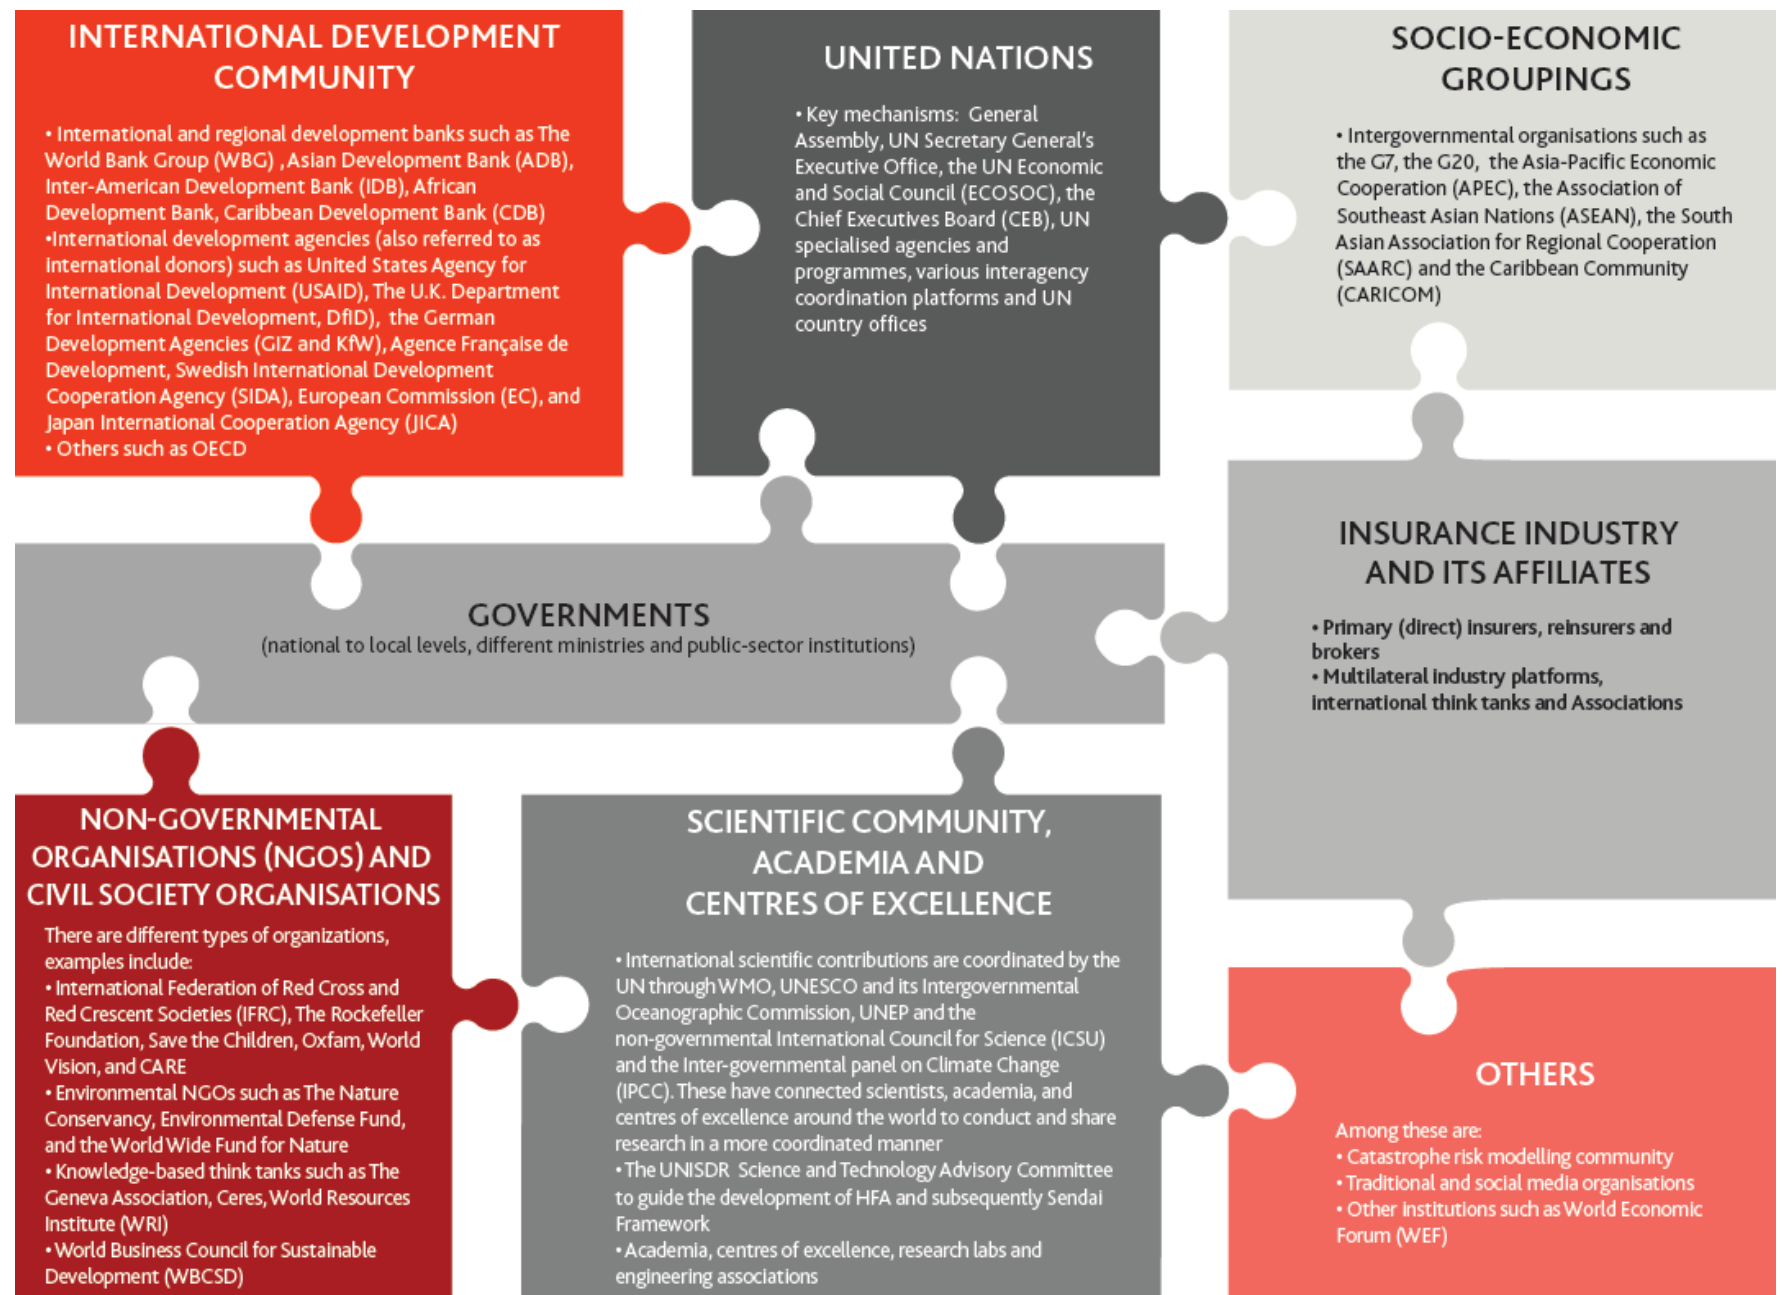 INTERNATIONAL DEVELOPMENT
COMMUNITY
• International and regional development banks such as The
World Bank Group (WBG) , Asian Development Bank (ADB),
Inter-American Development Bank (IDB), African
Development Bank, Caribbean Development Bank (CDB)
•International development agencies (also referred to as
international donors) such as United States Agency for
International Development (USAID), The U.K. Department
for International Development, DfID), the German
Development Agencies (GIZ and KfW), Agence Française de
Development, Swedish International Development
Cooperation Agency (SIDA), European Commission (EC), and
Japan International Cooperation Agency (JICA)
• Others such as OECD
UNITED NATIONS
• Key mechanisms: General
Assembly, UN Secretary General's
Executive Office, the UN Economic
and Social Council (ECOSOC), the
Chief Executives Board (CEB), UN
specialised agencies and
programmes, various interagency
coordination platforms and UN
country offices
SOCIO-ECONOMIC
GROUPINGS
• Intergovernmental organisations such as
the G7, the G20, the Asia-Pacific Economic
Cooperation (APEC), the Association of
Southeast Asian Nations (ASEAN), the South
Asian Association for Regional Cooperation
(SAARC) and the Caribbean Community
(CARICOM)
GOVERNMENTS
(national to local levels, different ministries and public-sector institutions)
INSURANCE INDUSTRY
AND ITS AFFILIATES
• Primary (direct) insurers, reinsurers and
brokers
• Multilateral industry platforms,
international think tanks and Associations
NON-GOVERNMENTAL
ORGANISATIONS (NGOS) AND
CIVIL SOCIETY ORGANISATIONS
There are different types of organizations,
examples include:
• International Federation of Red Cross and
Red Crescent Societies (IFRC), The Rockefeller
Foundation, Save the Children, Oxfam, World
Vision, and CARE
• Environmental NGOs such as The Nature
Conservancy, Environmental Defense Fund,
and the World Wide Fund for Nature
• Knowledge-based think tanks such as The
Geneva Association, Ceres, World Resources
Institute (WRI)
• World Business Council for Sustainable
Development (WBCSD)
SCIENTIFIC COMMUNITY,
ACADEMIA AND
CENTRES OF EXCELLENCE
• International scientific contributions are coordinated by the
UN through WMO, UNESCO and its Intergovernmental
Oceanographic Commission, UNEP and the
non-governmental International Council for Science (ICSU)
and the Inter-governmental panel on Climate Change
(IPCC). These have connected scientists, academia, and
centres of excellence around the world to conduct and share
research in a more coordinated manner
• The UNISDR Science and Technology Advisory Committee
to guide the development of HFA and subsequently Sendai
Framework
• Academia, centres of excellence, research labs and
engineering associations
OTHERS
Among these are:
• Catastrophe risk modelling community
• Traditional and social media organisations
• Other institutions such as World Economic
Forum (WEF)